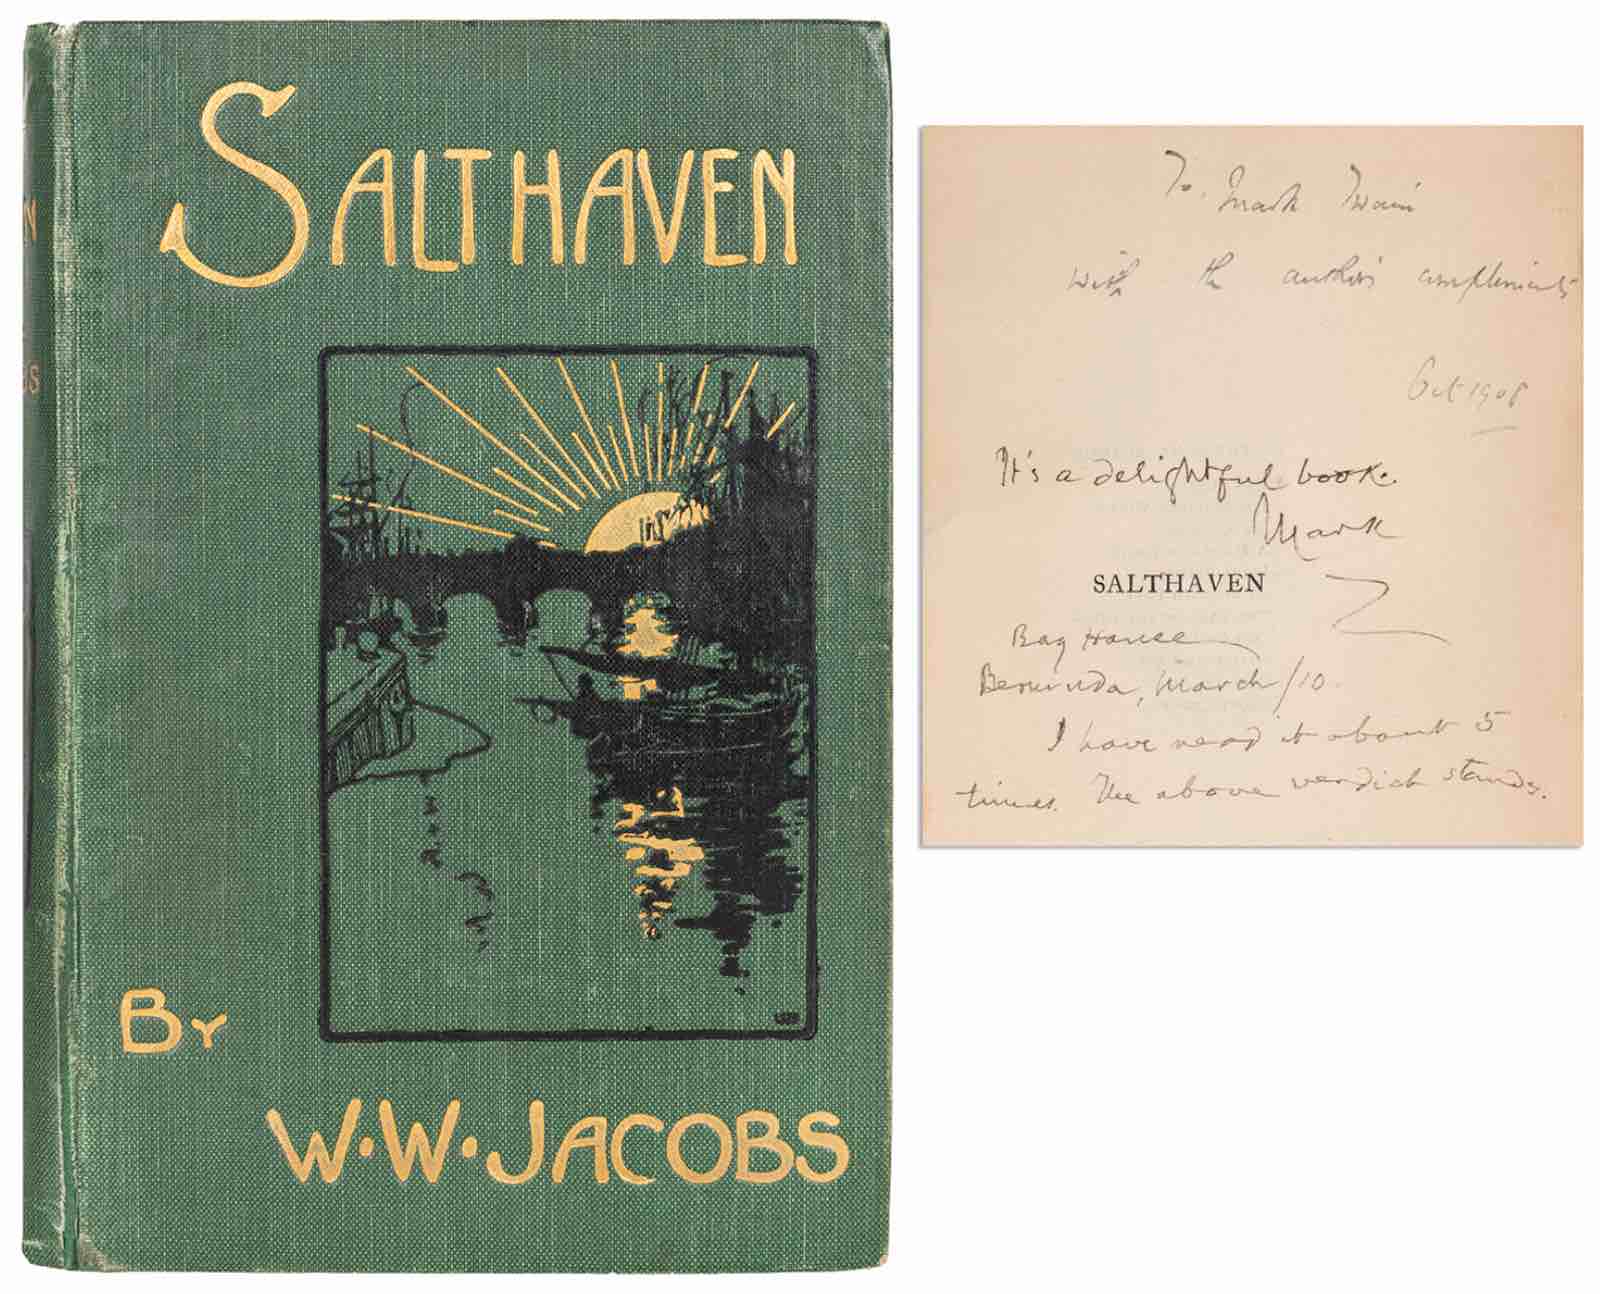 SALTHAVEN
BY
W.W.JACOBS
To Mark Twain
with the author's compliments
Oct 1908
It's a delightful book.
Mark
SALTHAVEN
Bay House
Bermuda, March/10.
I have read it about 5
times. The above verdict stands.